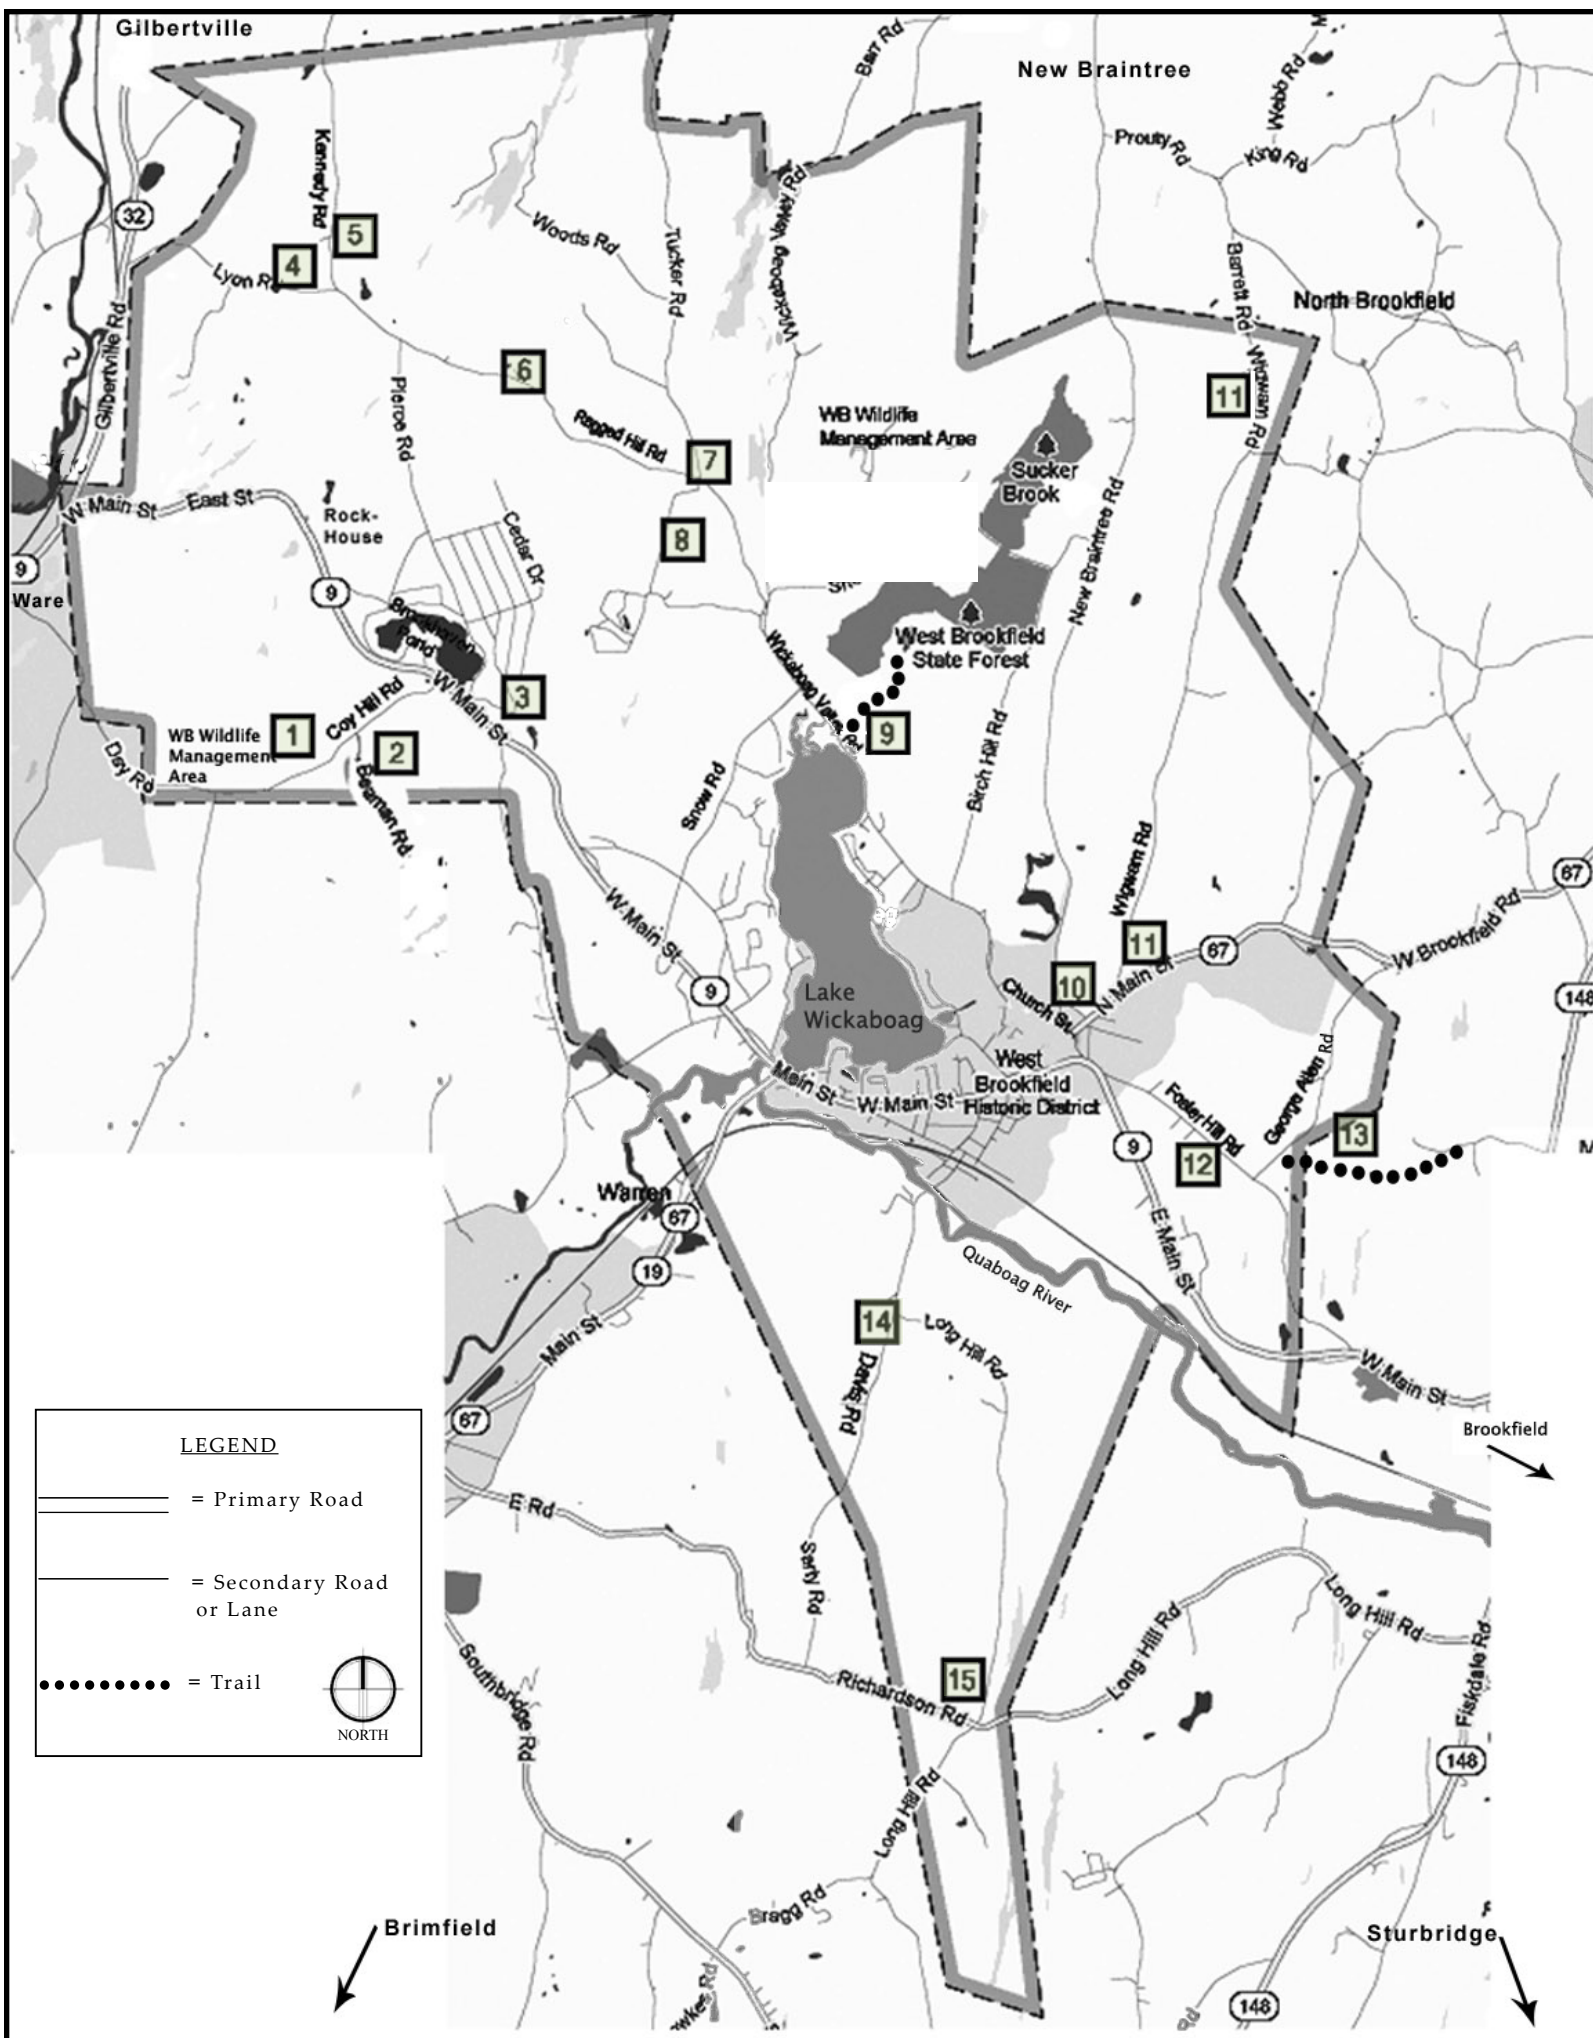 Gilbertville
New Braintree
Barr Rd
Webb Rd
Prouty Rd
King Rd
Kennedy Rd
32
5
4
Lyon Rd
Woods Rd
Tucker Rd
Wickaboag Valley Rd
Barrett Rd
North Brookfield
Gilbertville Rd
6
Pierce Rd
Ragged Hill Rd
7
WB Wildlife
Management Area
11
Wigwam Rd
Sucker
Brook
W Main St
East St
Rock-
House
Cedar Dr
8
New Braintree Rd
9
Ware
9
Brookhaven
Pond
West Brookfield
State Forest
Wickaboag Valley Rd
3
W Main St
Coy Hill Rd
1
2
WB Wildlife
Management
Area
9
Day Rd
Beaman Rd
Snow Rd
Birch Hill Rd
Wigwam Rd
67
W Main St
11
67
W Brookfield Rd
9
Lake
Wickaboag
10
Church St
N Main St
148
West
Brookfield
Historic District
Main St
W Main St
Foster Hill Rd
George Allen Rd
13
9
12
Warren
67
19
E Main St
Quaboag River
14
Long Hill Rd
Davis Rd
Main St
W Main St
67
Brookfield
LEGEND
= Primary Road
= Secondary Road
or Lane
= Trail
NORTH
E Rd
Sarty Rd
Long Hill Rd
Long Hill Rd
Fiskdale Rd
Southbridge Rd
15
Richardson Rd
148
Long Hill Rd
Bragg Rd
Brimfield
Sturbridge
148
Rd